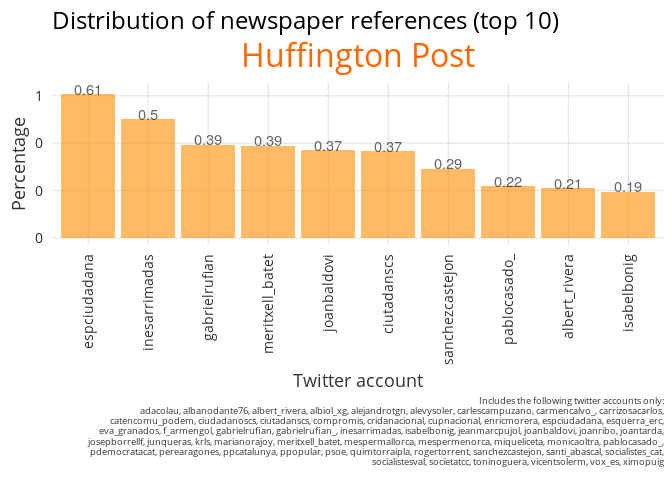 Distribution of newspaper references (top 10)
Huffington Post
Percentage
1
0
0
0
0.61
0.5
0.39
0.39
0.37
0.37
0.29
0.22
0.21
0.19
espciudadana
inesarrimadas
gabrielrufian
meritxell_batet
joanbaldovi
ciutadanscs
sanchezcastejon
pablocasado_
albert_rivera
isabelbonig
Twitter account
Includes the following twitter accounts only:
adacolau, albanodante76, albert_rivera, albiol_xg, alejandrotgn, alevysoler, carlescampuzano, carmencalvo_, carrizosacarlos,
catencomu_podem, ciudadanoscs, ciutadanscs, compromis, cridanacional, cupnacional, enricmorera, espciudadana, esquerra_erc,
eva_granados, f_armengol, gabrielrufian, gabrielrufian_, inesarrimadas, isabelbonig, jeanmarcpujol, joanbaldovi, joanribo, joantarda,
josepborrellf, junqueras, krls, marianorajoy, meritxell_batet, mespermallorca, mespermenorca, miqueliceta, monicaoltra, pablocasado_,
pdemocratacat, perearagones, ppcatalunya, ppopular, psoe, quimtorraipla, rogertorrent, sanchezcastejon, santi_abascal, socialistes_cat,
socialistesval, societatcc, toninoguera, vicentsolerm, vox_es, ximopuig